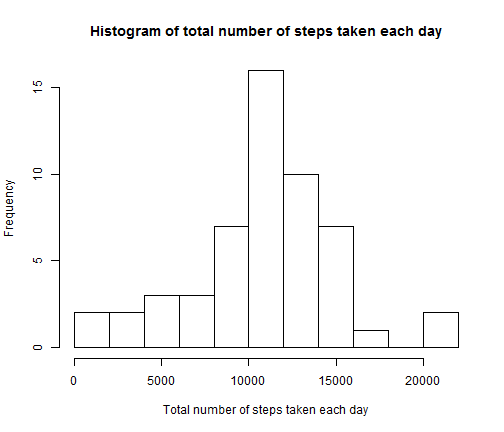 Histogram of total number of steps taken each day
Frequency
15
10
5
0
0 5000 10000 15000 20000
Total number of steps taken each day